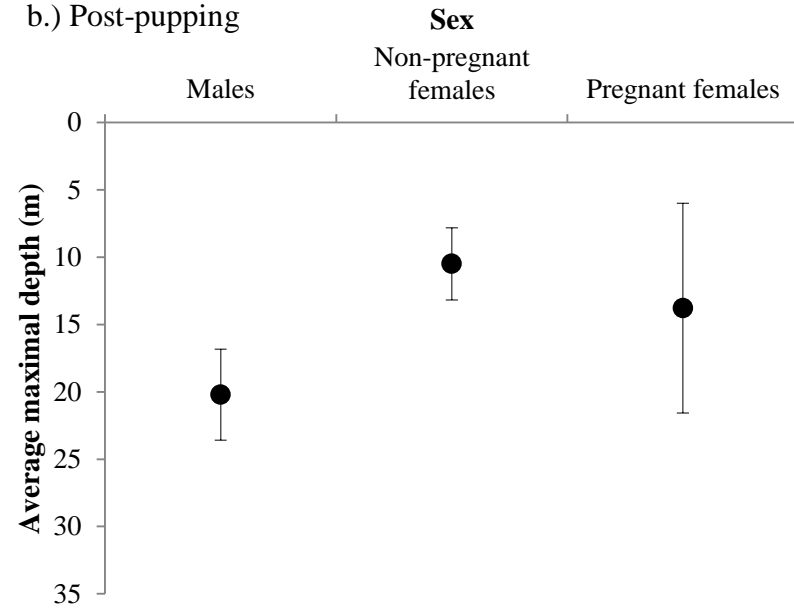 b.) Post-pupping
Sex
Males
Non-pregnant
females
Pregnant females
Average maximal depth (m)
0
5
10
15
20
25
30
35